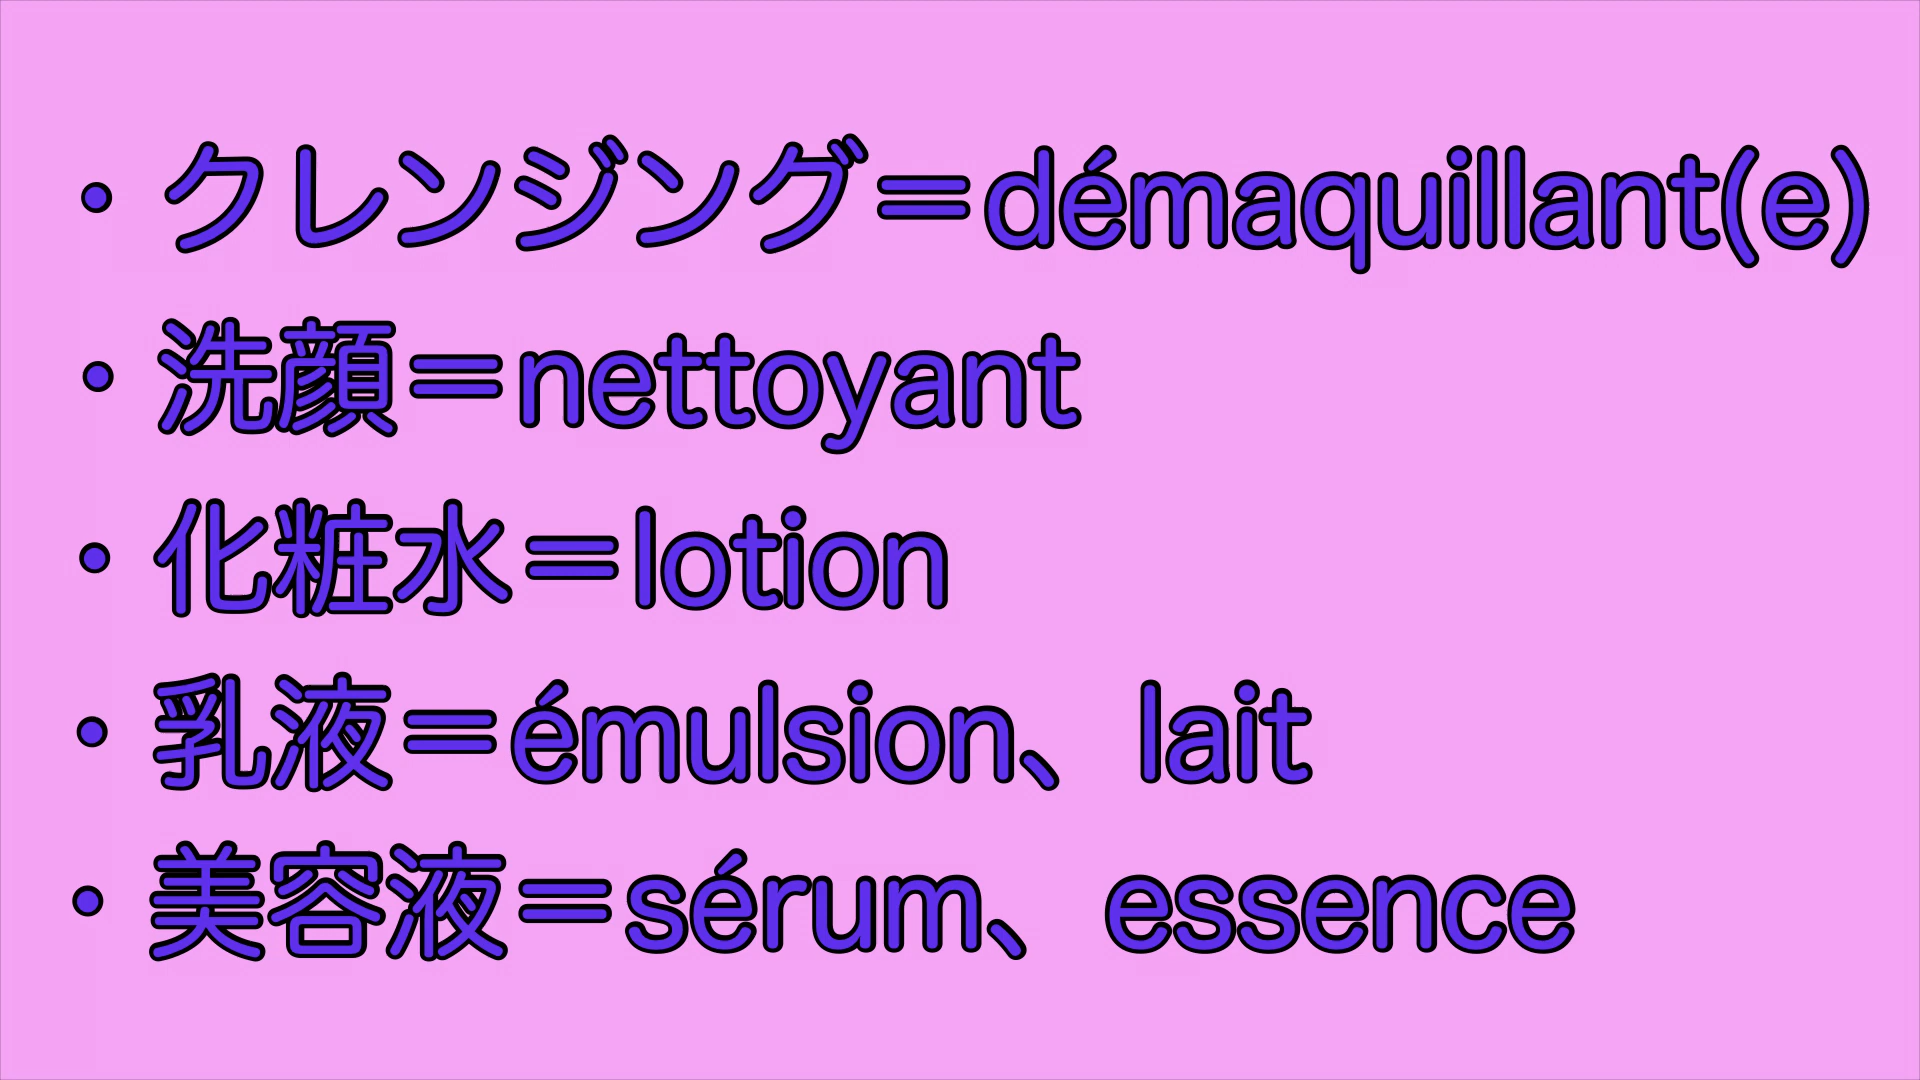 ・クレンジング＝démaquillant(e)
・洗顔＝nettoyant
・化粧水＝lotion
・乳液＝émulsion、lait
・美容液＝sérum、essence